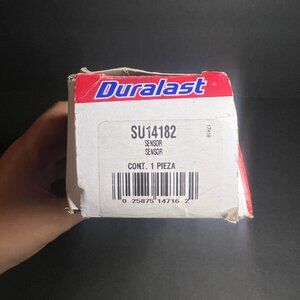 Duralast
SU14182
SENSOR
SENSOR
CONT. 1 PIEZA
0 25875 14716 2